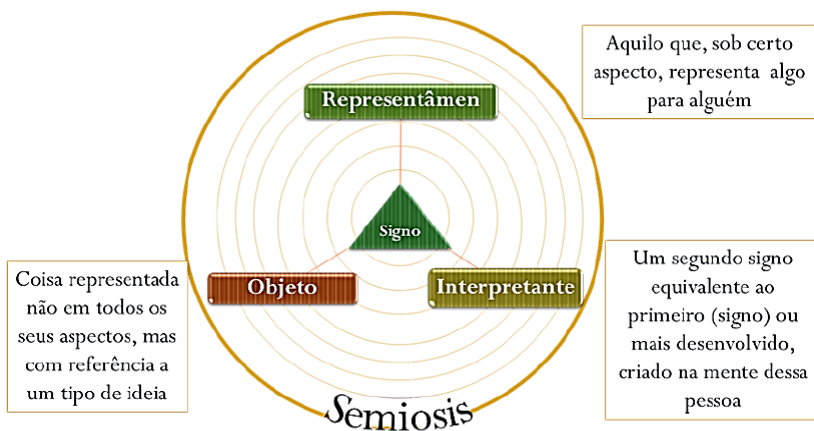 Aquilo que, sob certo
aspecto, representa algo
para alguém
Representâmen
Signo
Objeto
Interpretante
Coisa representada
não em todos os
seus aspectos, mas
com referência a
um tipo de ideia
Um segundo signo
equivalente ao
primeiro (signo) ou
mais desenvolvido,
criado na mente dessa
pessoa
Semiosis